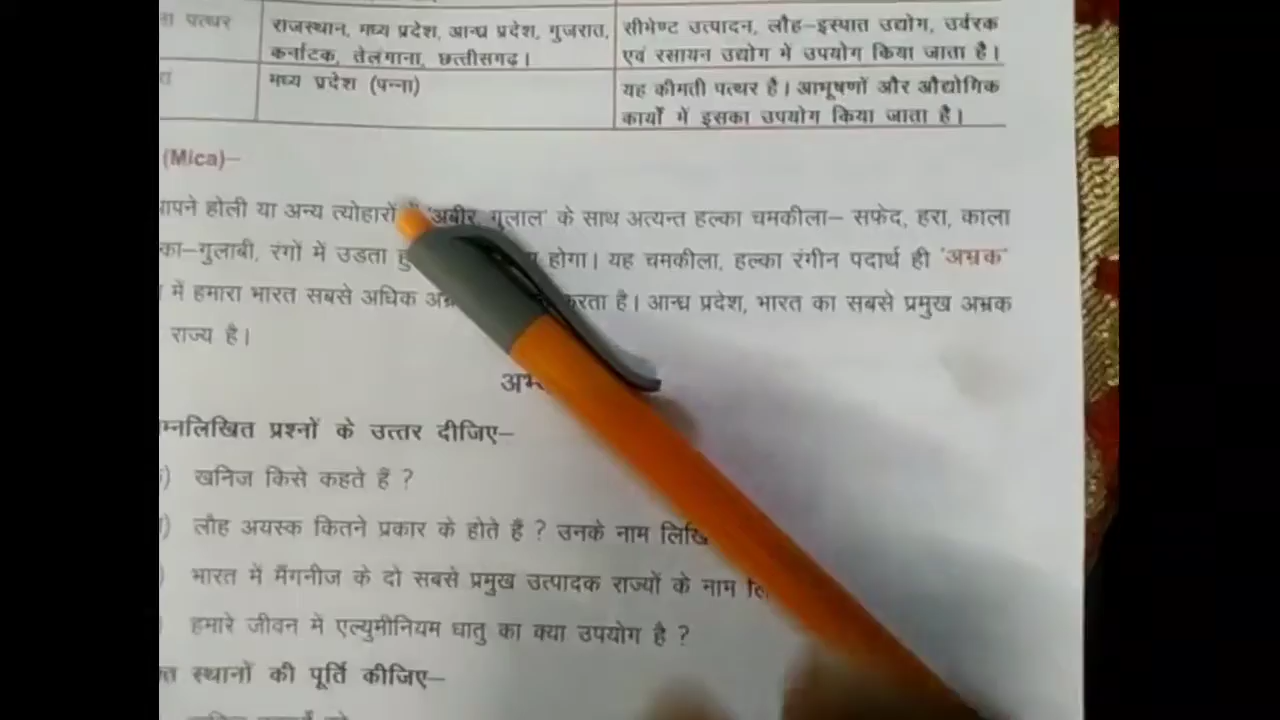 पत्थर राजस्थान, मध्य प्रदेश, आन्ध्र प्रदेश, गुजरात, सीमेण्ट उत्पादन, लौह–इस्पात उद्योग, उर्वरक
कर्नाटक, तेलंगाना, छत्तीसगढ़। एवं रसायन उद्योग में उपयोग किया जाता है।
मध्य प्रदेश (पन्ना) यह कीमती पत्थर है। आभूषणों और औद्योगिक
कार्यों में इसका उपयोग किया जाता है।
(Mica)–
होली या अन्य त्योहारों 'अबीर, गुलाल' के साथ अत्यन्त हल्का चमकीला– सफेद, हरा, काला
गुलाबी, रंगों में उडता होगा। यह चमकीला, हल्का रंगीन पदार्थ ही 'अभ्रक'
में हमारा भारत सबसे अधिक है। आन्ध्र प्रदेश, भारत का सबसे प्रमुख अभ्रक
राज्य है।
प्रश्नों के उत्तर दीजिए–
खनिज किसे कहते हैं ?
लौह अयस्क कितने प्रकार के होते हैं ? उनके नाम
भारत में मैंगनीज के दो सबसे प्रमुख उत्पादक राज्यों के नाम
हमारे जीवन में एल्युमीनियम धातु का क्या उपयोग है ?
स्थानों की पूर्ति कीजिए–